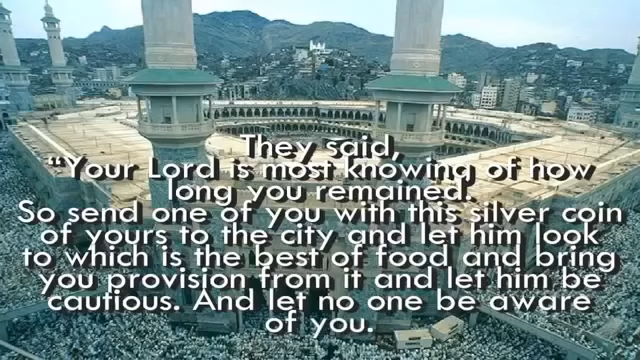 They said,
“Your Lord is most knowing of how
long you remained.
So send one of you with this silver coin
of yours to the city and let him look
to which is the best of food and bring
you provision from it and let him be
cautious. And let no one be aware
of you.